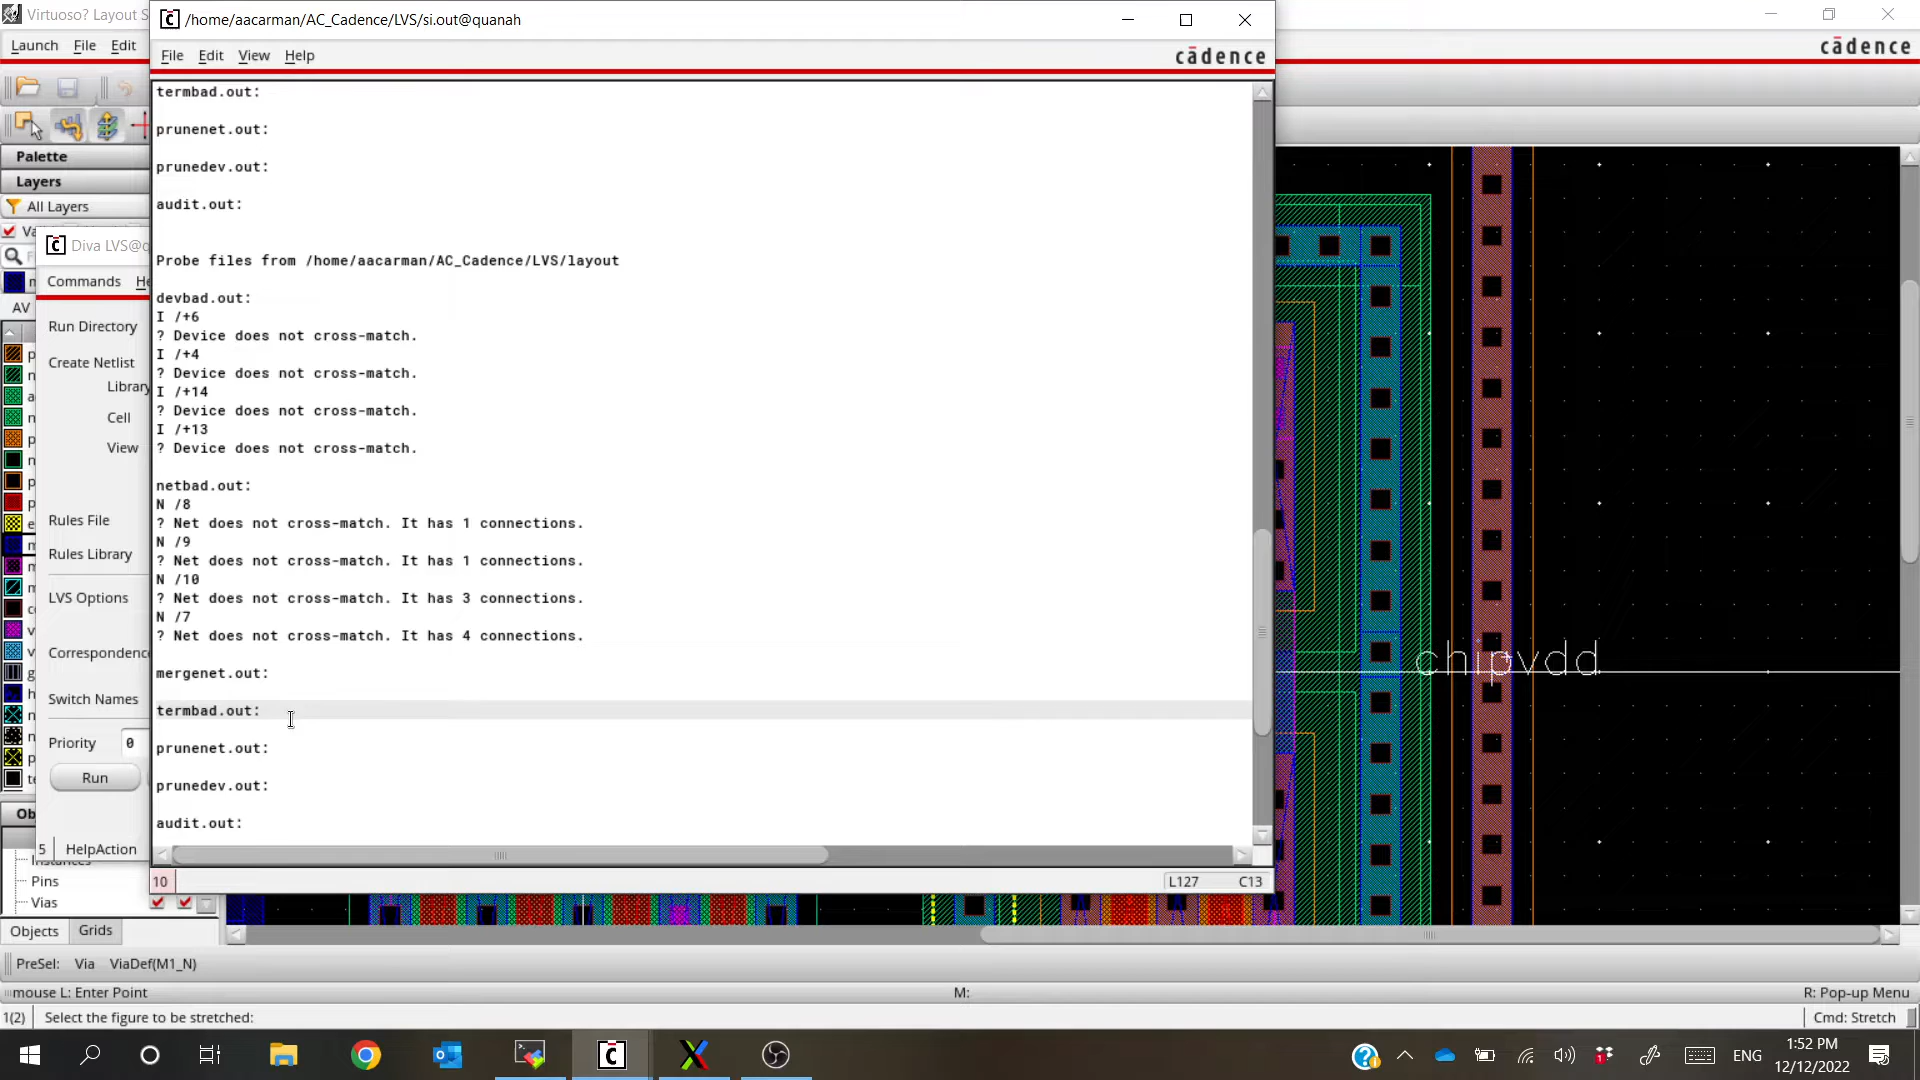 Virtuoso? Layout S
/home/aacarman/AC_Cadence/LVS/si.out@quanah
Launch File Edit
File Edit View Help
cādence
cādence
Palette
Layers
All Layers
Va
Diva LVS@q
Commands He
AV
Run Directory
Create Netlist
Library
Cell
View
Rules File
Rules Library
LVS Options
Correspondence
Switch Names
Priority 0
Run
Ob
5 HelpAction
Instances
Pins
Vias
Objects Grids
termbad.out:
prunenet.out:
prunedev.out:
audit.out:
Probe files from /home/aacarman/AC_Cadence/LVS/layout
devbad.out:
I /+6
? Device does not cross-match.
I /+4
? Device does not cross-match.
I /+14
? Device does not cross-match.
I /+13
? Device does not cross-match.
netbad.out:
N /8
? Net does not cross-match. It has 1 connections.
N /9
? Net does not cross-match. It has 1 connections.
N /10
? Net does not cross-match. It has 3 connections.
N /7
? Net does not cross-match. It has 4 connections.
mergenet.out:
termbad.out:
prunenet.out:
prunedev.out:
audit.out:
10 L127 C13
chipvdd
PreSel: Via ViaDef(M1_N)
mouse L: Enter Point M: R: Pop-up Menu
1(2) Select the figure to be stretched: Cmd: Stretch
ENG
1:52 PM
12/12/2022